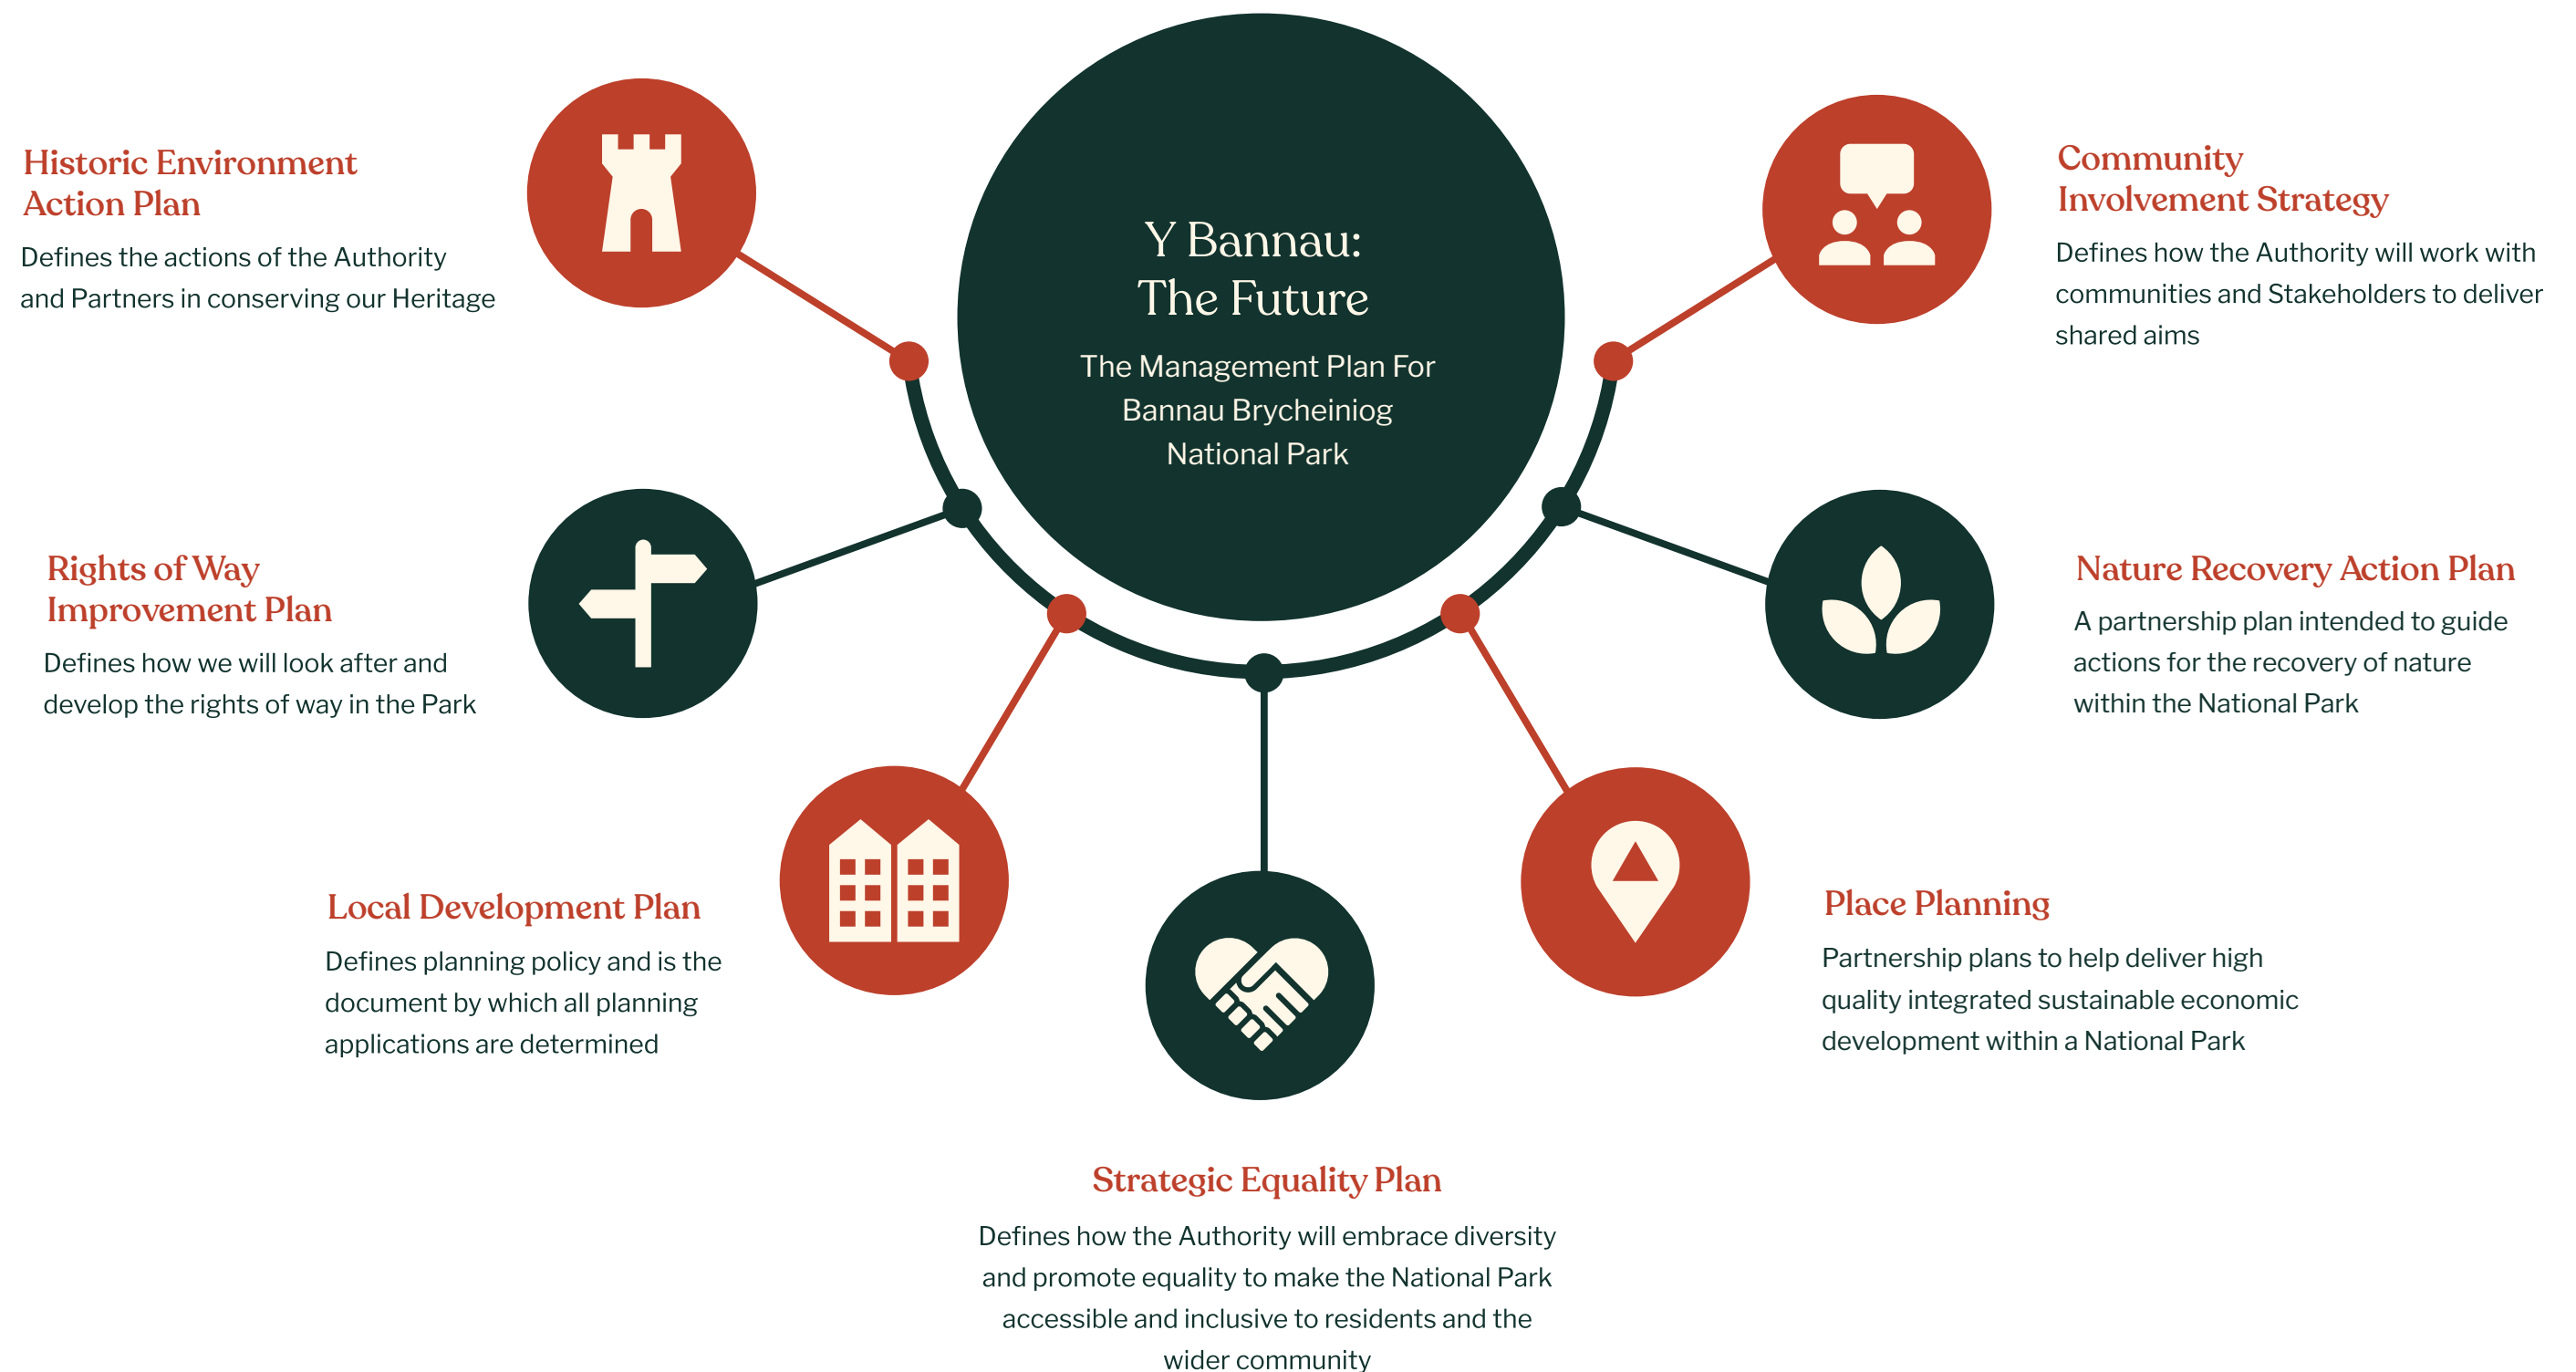 Y Bannau:
The Future
The Management Plan For
Bannau Brycheiniog
National Park
Historic Environment
Action Plan
Defines the actions of the Authority
and Partners in conserving our Heritage
Rights of Way
Improvement Plan
Defines how we will look after and
develop the rights of way in the Park
Local Development Plan
Defines planning policy and is the
document by which all planning
applications are determined
Strategic Equality Plan
Defines how the Authority will embrace diversity
and promote equality to make the National Park
accessible and inclusive to residents and the
wider community
Place Planning
Partnership plans to help deliver high
quality integrated sustainable economic
development within a National Park
Nature Recovery Action Plan
A partnership plan intended to guide
actions for the recovery of nature
within the National Park
Community
Involvement Strategy
Defines how the Authority will work with
communities and Stakeholders to deliver
shared aims